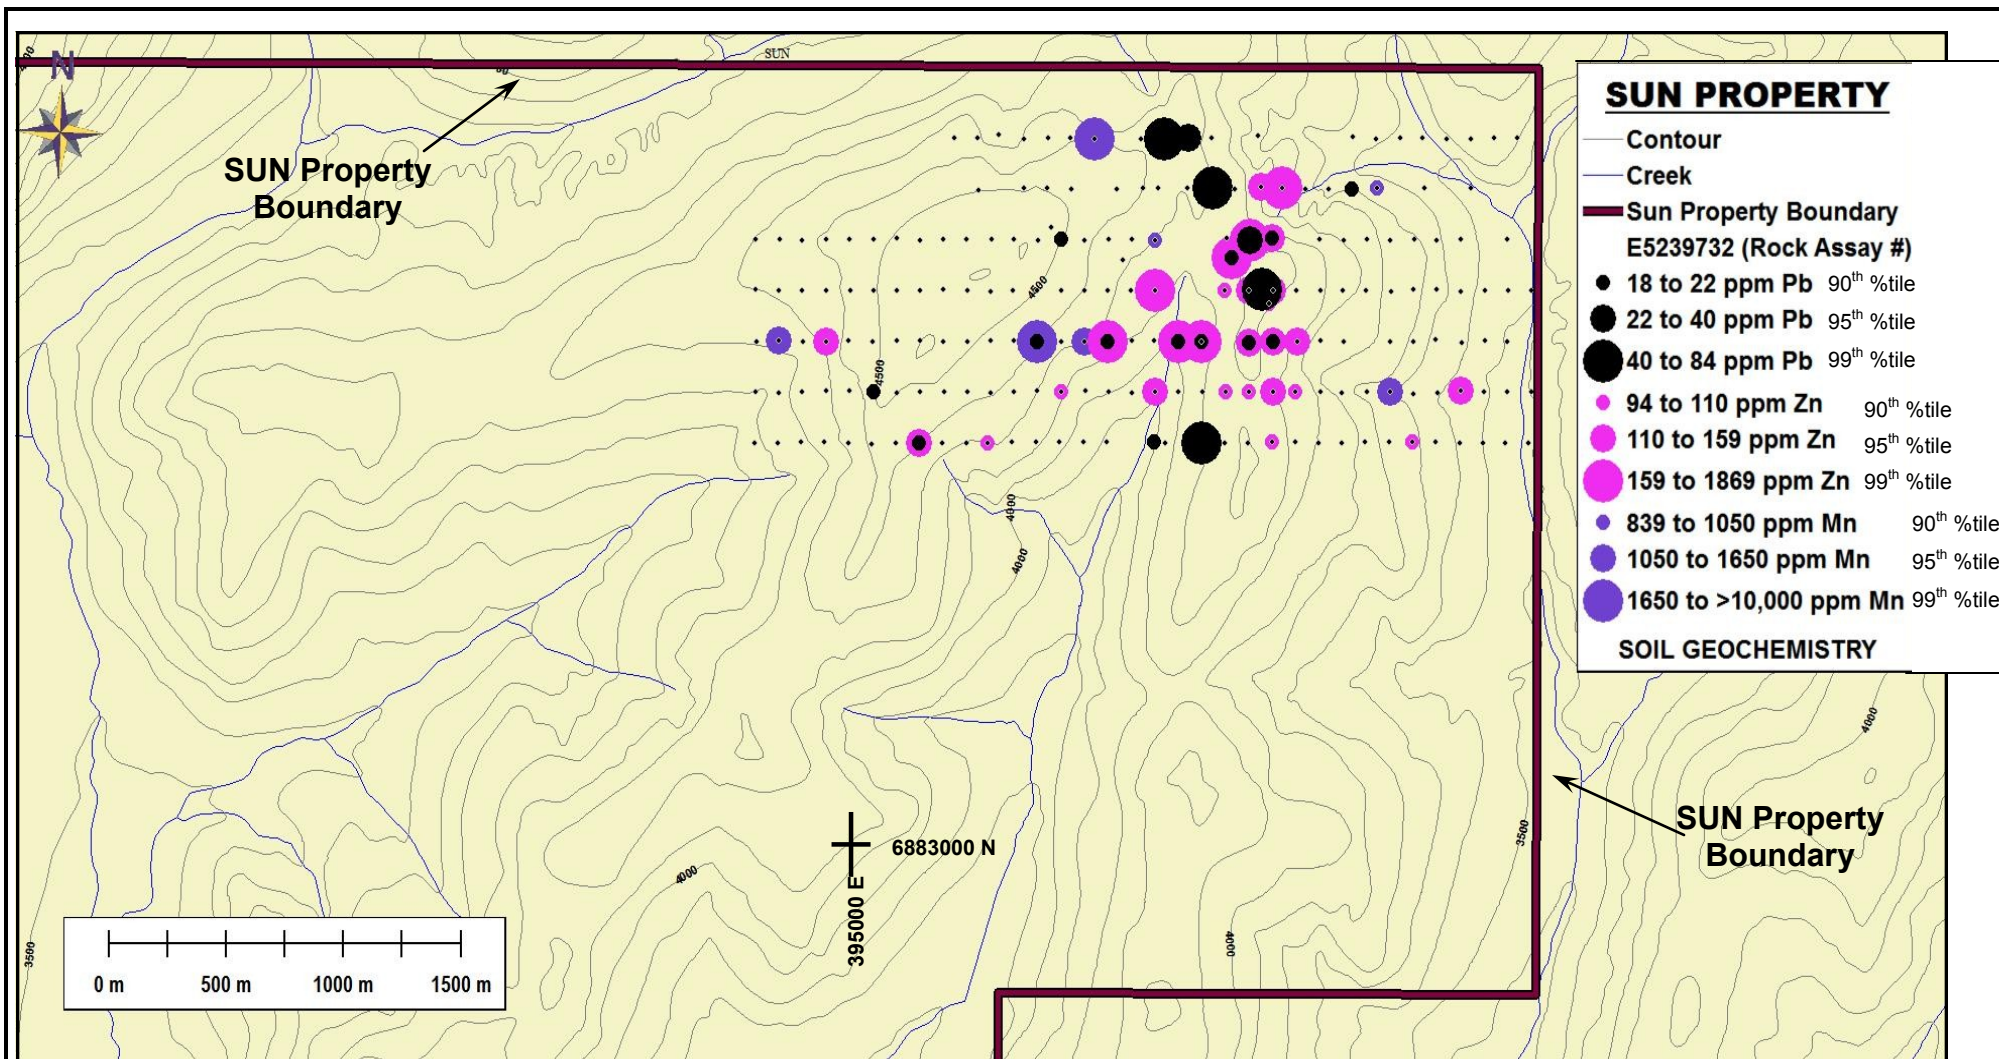 SUN
N
SUN Property
Boundary
4500
4500
4000
4000
6883000 N
395000 E
4000
4000
3500
3500
4000
0 m 500 m 1000 m 1500 m
SUN Property
Boundary
SUN PROPERTY
Contour
Creek
Sun Property Boundary
E5239732 (Rock Assay #)
18 to 22 ppm Pb 90th %tile
22 to 40 ppm Pb 95th %tile
40 to 84 ppm Pb 99th %tile
94 to 110 ppm Zn 90th %tile
110 to 159 ppm Zn 95th %tile
159 to 1869 ppm Zn 99th %tile
839 to 1050 ppm Mn 90th %tile
1050 to 1650 ppm Mn 95th %tile
1650 to >10,000 ppm Mn 99th %tile
SOIL GEOCHEMISTRY